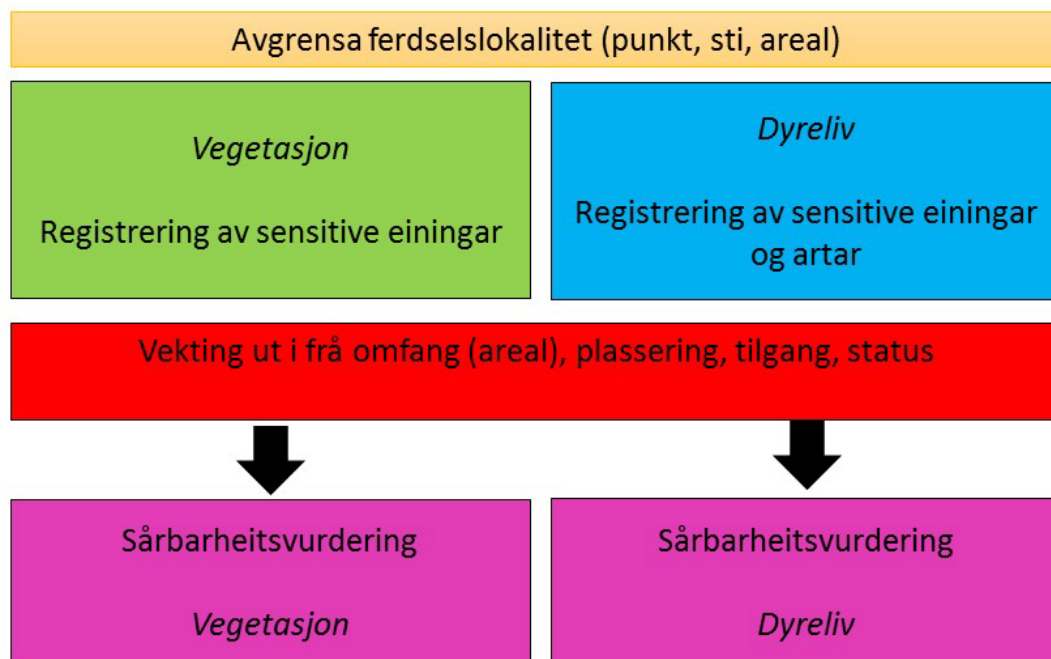 Avgrensa ferdselslokalitet (punkt, sti, areal)
Vegetasjon
Registrering av sensitive einingar
Dyreliv
Registrering av sensitive einingar
og artar
Vekting ut i frå omfang (areal), plassering, tilgang, status
Sårbarheitsvurdering
Vegetasjon
Sårbarheitsvurdering
Dyreliv